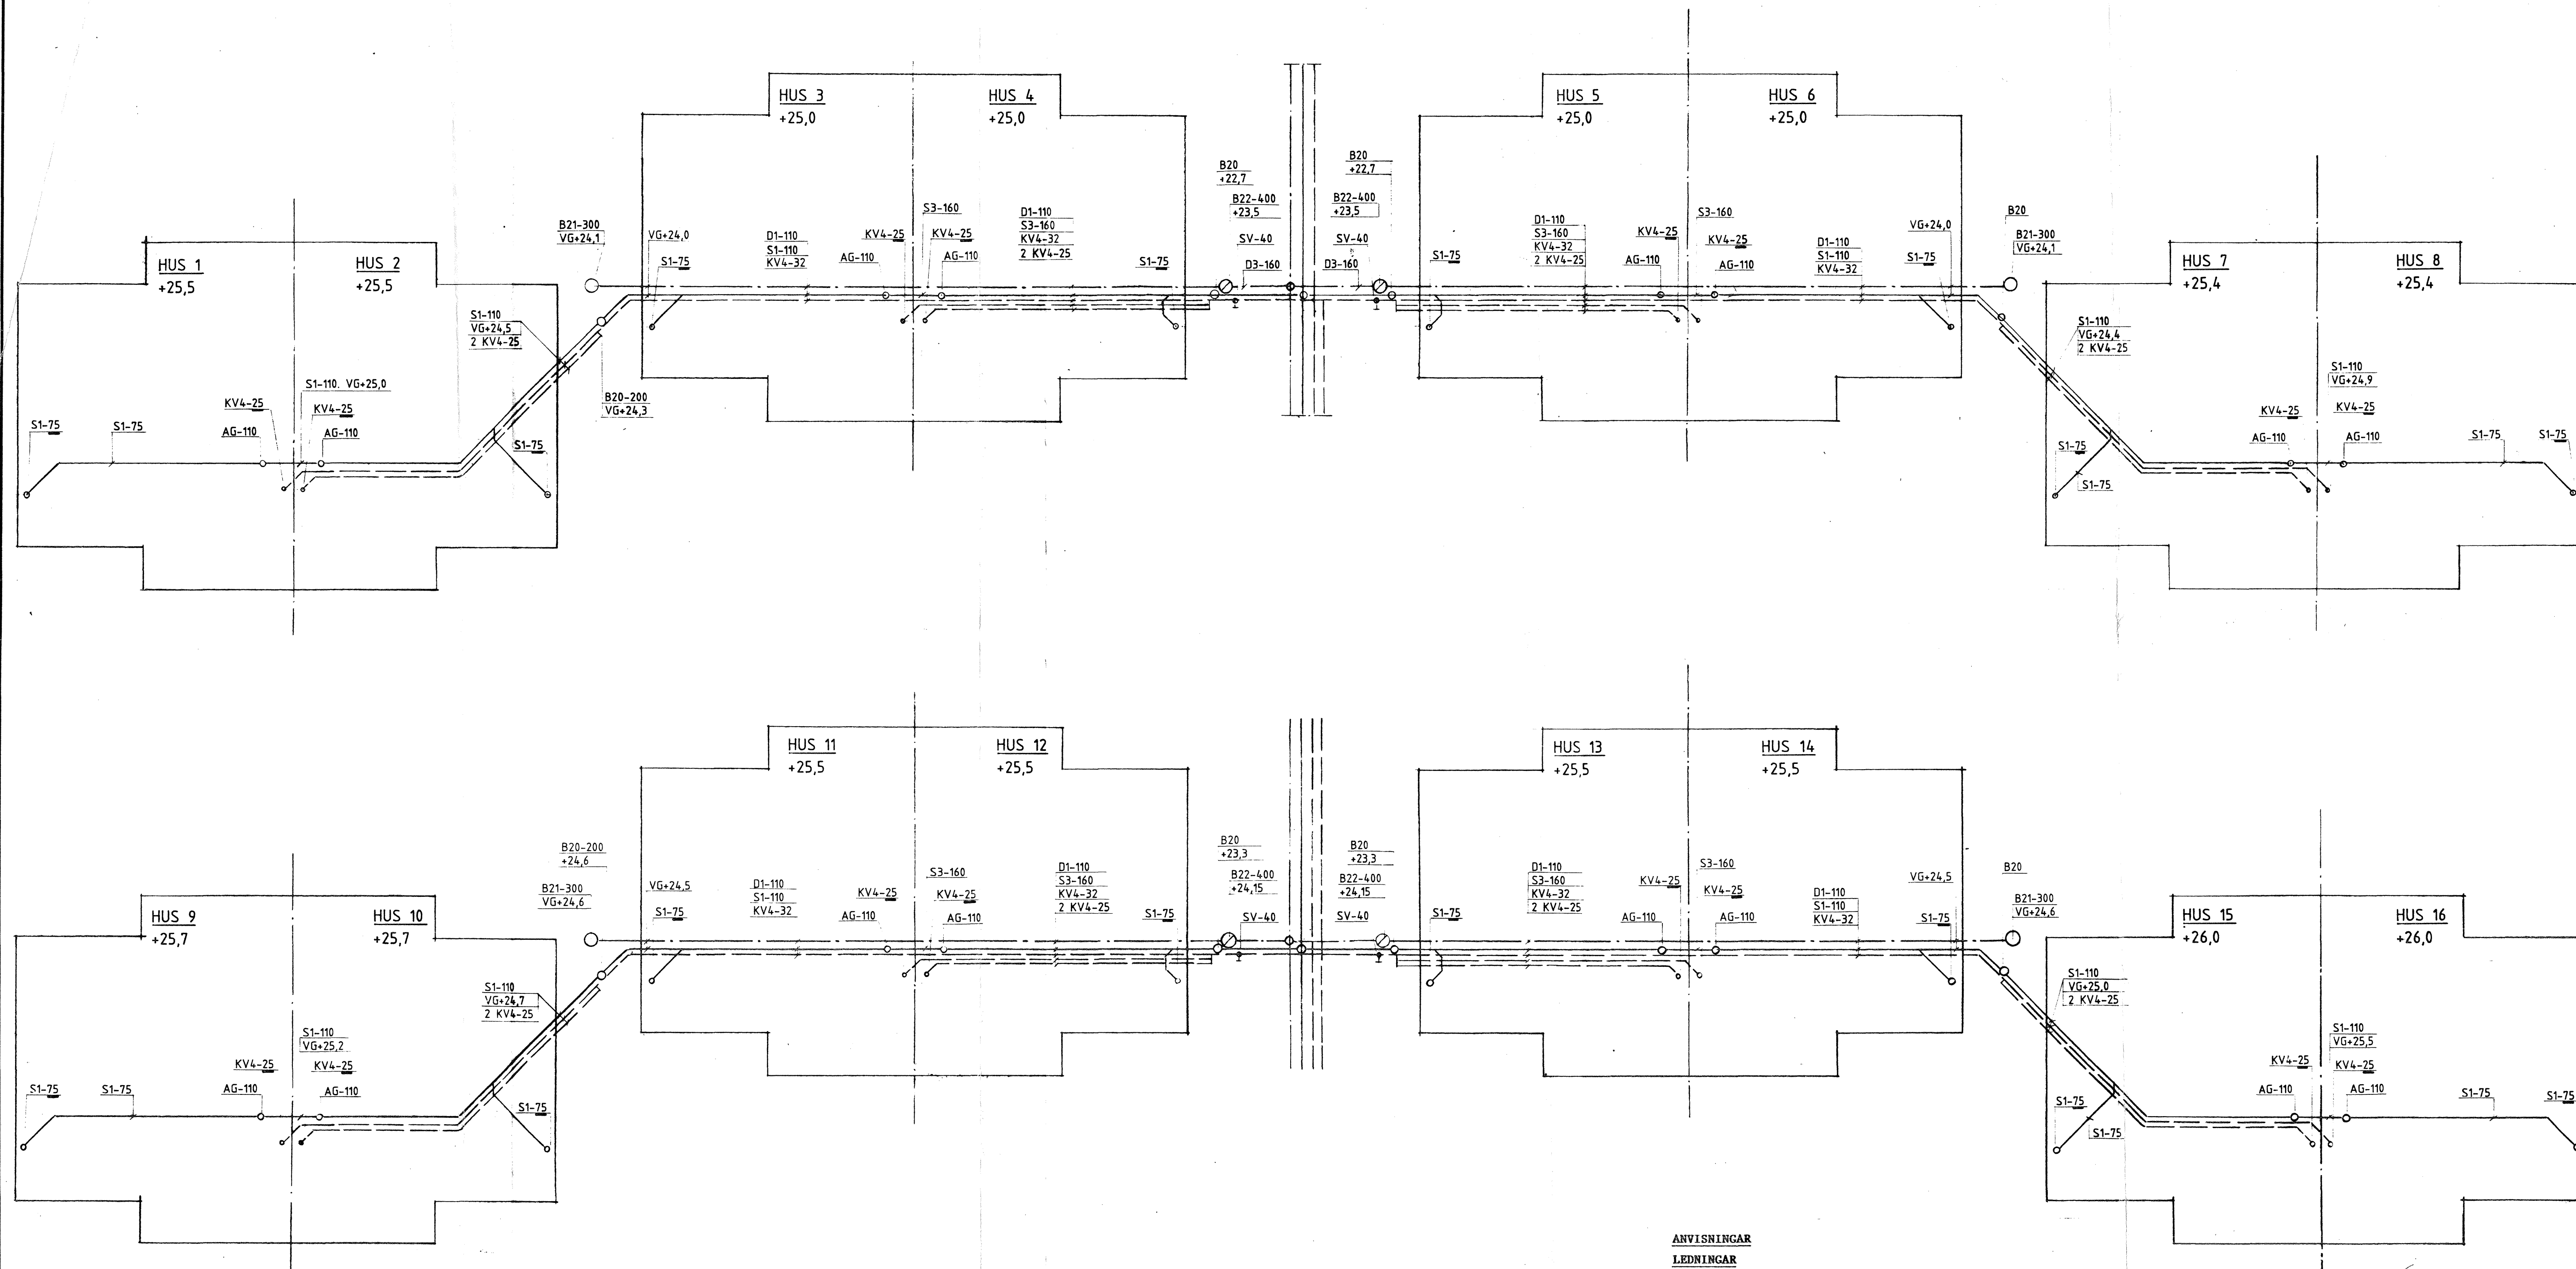 HUS 1
+25,5
HUS 2
+25,5
S1-110
VG+24,5
2 KV4-25
S1-110. VG+25,0
KV4-25
KV4-25
AG-110
AG-110
S1-75
S1-75
S1-75
B21-300
VG+24,1
B20-200
VG+24,3
HUS 3
+25,0
HUS 4
+25,0
VG+24,0
S1-75
D1-110
S1-110
KV4-32
KV4-25
AG-110
S3-160
KV4-25
AG-110
D1-110
S3-160
KV4-32
2 KV4-25
S1-75
B20
+22,7
B22-400
+23,5
SV-40
D3-160
B20
+22,7
B22-400
+23,5
SV-40
D3-160
HUS 5
+25,0
HUS 6
+25,0
S1-75
D1-110
S3-160
KV4-32
2 KV4-25
KV4-25
AG-110
S3-160
KV4-25
AG-110
D1-110
S1-110
KV4-32
VG+24,0
S1-75
B20
B21-300
VG+24,1
HUS 7
+25,4
HUS 8
+25,4
S1-110
VG+24,4
2 KV4-25
S1-110
VG+24,9
KV4-25
KV4-25
AG-110
AG-110
S1-75
S1-75
S1-75
S1-75
HUS 9
+25,7
HUS 10
+25,7
S1-110
VG+24,7
2 KV4-25
S1-110
VG+25,2
KV4-25
KV4-25
AG-110
AG-110
S1-75
S1-75
S1-75
B20-200
+24,6
B21-300
VG+24,6
HUS 11
+25,5
HUS 12
+25,5
VG+24,5
S1-75
D1-110
S1-110
KV4-32
KV4-25
AG-110
S3-160
KV4-25
AG-110
D1-110
S3-160
KV4-32
2 KV4-25
S1-75
B20
+23,3
B22-400
+24,15
SV-40
B20
+23,3
B22-400
+24,15
SV-40
HUS 13
+25,5
HUS 14
+25,5
S1-75
D1-110
S3-160
KV4-32
2 KV4-25
KV4-25
AG-110
S3-160
KV4-25
AG-110
D1-110
S1-110
KV4-32
VG+24,5
S1-75
B20
B21-300
VG+24,6
HUS 15
+26,0
HUS 16
+26,0
S1-110
VG+25,0
2 KV4-25
S1-110
VG+25,5
KV4-25
KV4-25
AG-110
AG-110
S1-75
S1-75
S1-75
S1-75
ANVISNINGAR
LEDNINGAR